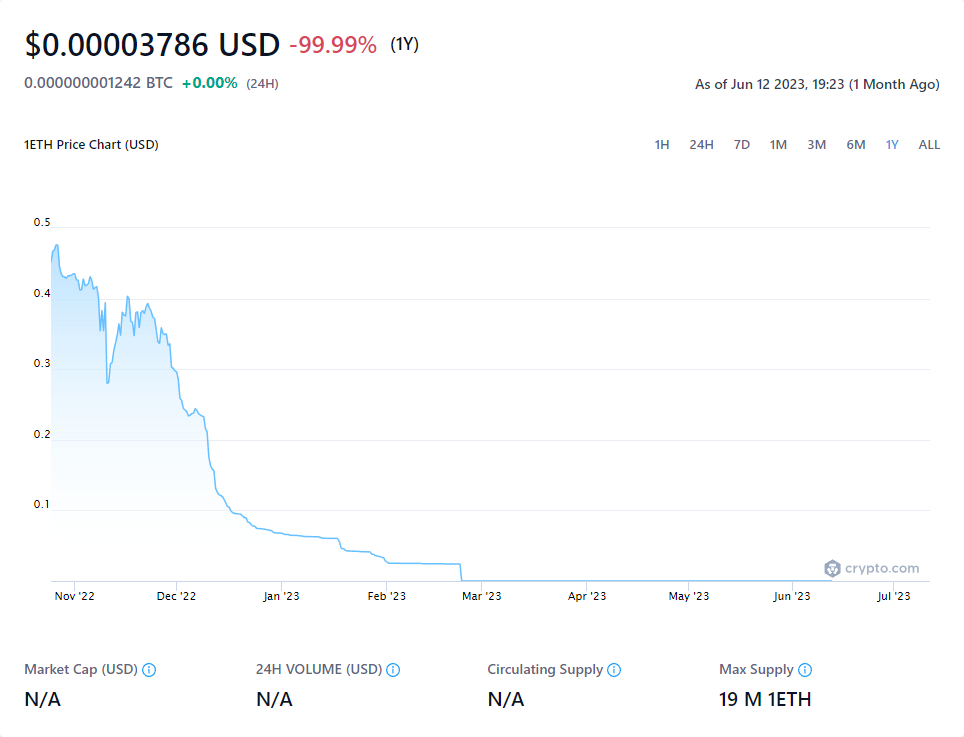 $0.00003786 USD -99.99% (1Y)
0.000000001242 BTC +0.00% (24H)
As of Jun 12 2023, 19:23 (1 Month Ago)
1ETH Price Chart (USD)
1H 24H 7D 1M 3M 6M 1Y ALL
0.5
0.4
0.3
0.2
0.1
crypto.com
Nov '22 Dec '22 Jan '23 Feb '23 Mar '23 Apr '23 May '23 Jun '23 Jul '23
Market Cap (USD) 24H VOLUME (USD) Circulating Supply Max Supply
N/A N/A N/A 19 M 1ETH